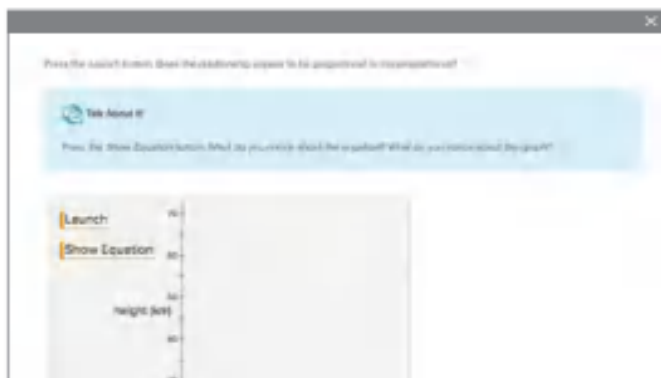 Press the Launch button. Does the relationship appear to be proportional or nonproportional?
Talk About It!
Press the Show Equation button. What do you notice about the equation? What do you notice about the graph?
Launch
Show Equation
height (km)